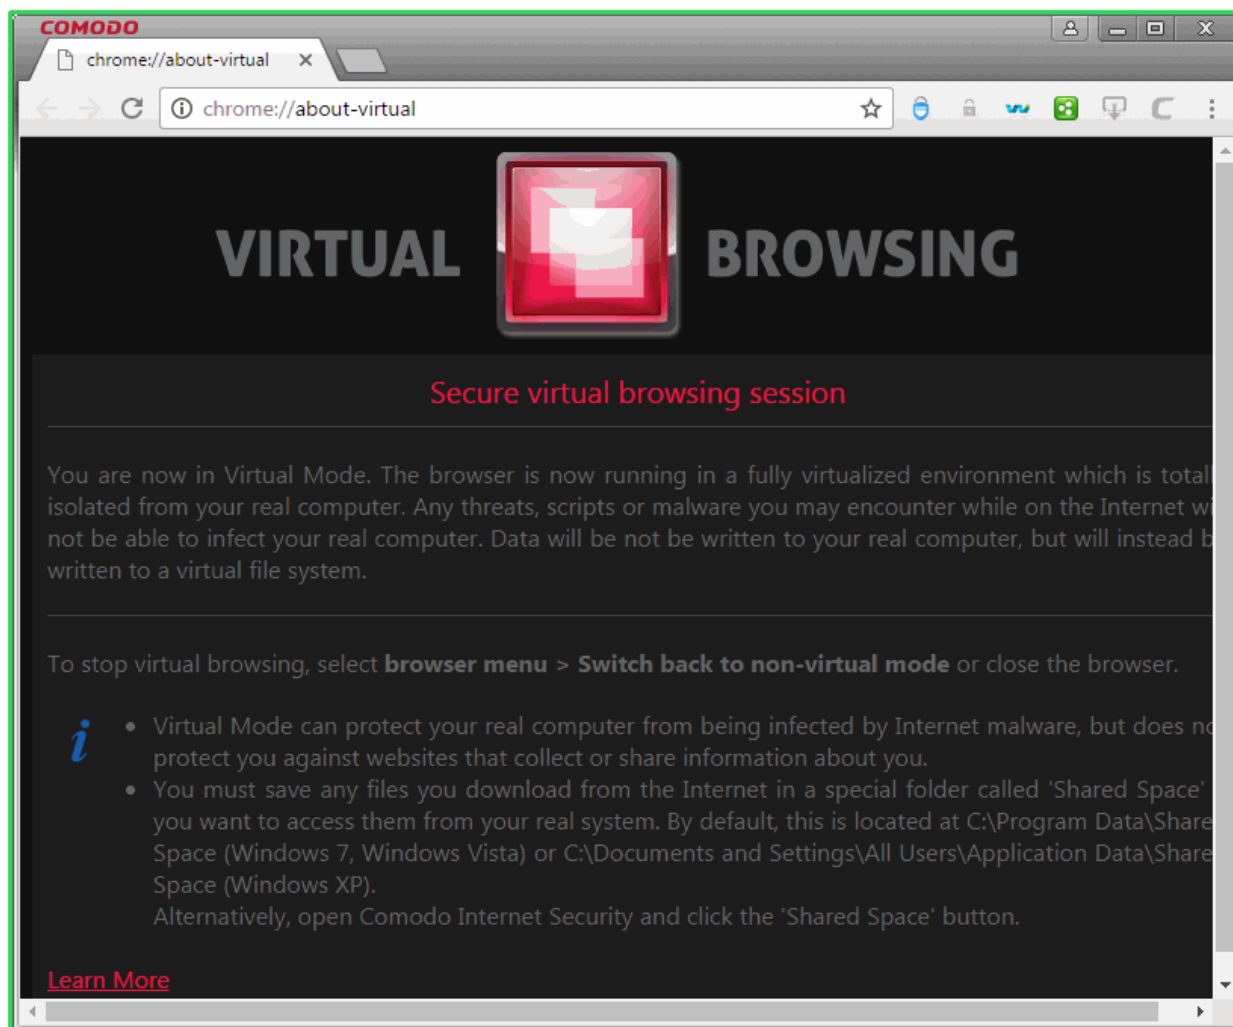 COMODO
chrome://about-virtual
chrome://about-virtual
VIRTUAL BROWSING
Secure virtual browsing session
You are now in Virtual Mode. The browser is now running in a fully virtualized environment which is totall
isolated from your real computer. Any threats, scripts or malware you may encounter while on the Internet wi
not be able to infect your real computer. Data will be not be written to your real computer, but will instead b
written to a virtual file system.
To stop virtual browsing, select browser menu > Switch back to non-virtual mode or close the browser.
• Virtual Mode can protect your real computer from being infected by Internet malware, but does no
protect you against websites that collect or share information about you.
• You must save any files you download from the Internet in a special folder called 'Shared Space'
you want to access them from your real system. By default, this is located at C:\Program Data\Share
Space (Windows 7, Windows Vista) or C:\Documents and Settings\All Users\Application Data\Share
Space (Windows XP).
Alternatively, open Comodo Internet Security and click the 'Shared Space' button.
Learn More